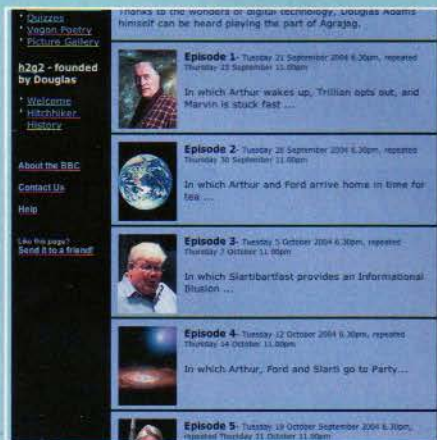 Quizzes
Vogon Poetry
Picture Gallery
h2g2 - founded
by Douglas
Welcome
Hitchhiker
History
About the BBC
Contact Us
Help
Like this page?
Send it to a friend!
Thanks to the wonders of digital technology, Douglas Adams
himself can be heard playing the part of Agrajag.
Episode 1- Tuesday 21 September 2004 6.30pm, repeated
Thursday 23 September 11.00pm
In which Arthur wakes up, Trillian opts out, and
Marvin is stuck fast ...
Episode 2- Tuesday 28 September 2004 6.30pm, repeated
Thursday 30 September 11.00pm
In which Arthur and Ford arrive home in time for
tea ...
Episode 3- Tuesday 5 October 2004 6.30pm, repeated
Thursday 7 October 11.00pm
In which Slartibartfast provides an Informational
Illusion ...
Episode 4- Tuesday 12 October 2004 6.30pm, repeated
Thursday 14 October 11.00pm
In which Arthur, Ford and Slarti go to Party...
Episode 5- Tuesday 19 October September 2004 6.30pm,
repeated Thursday 21 October 11.00pm